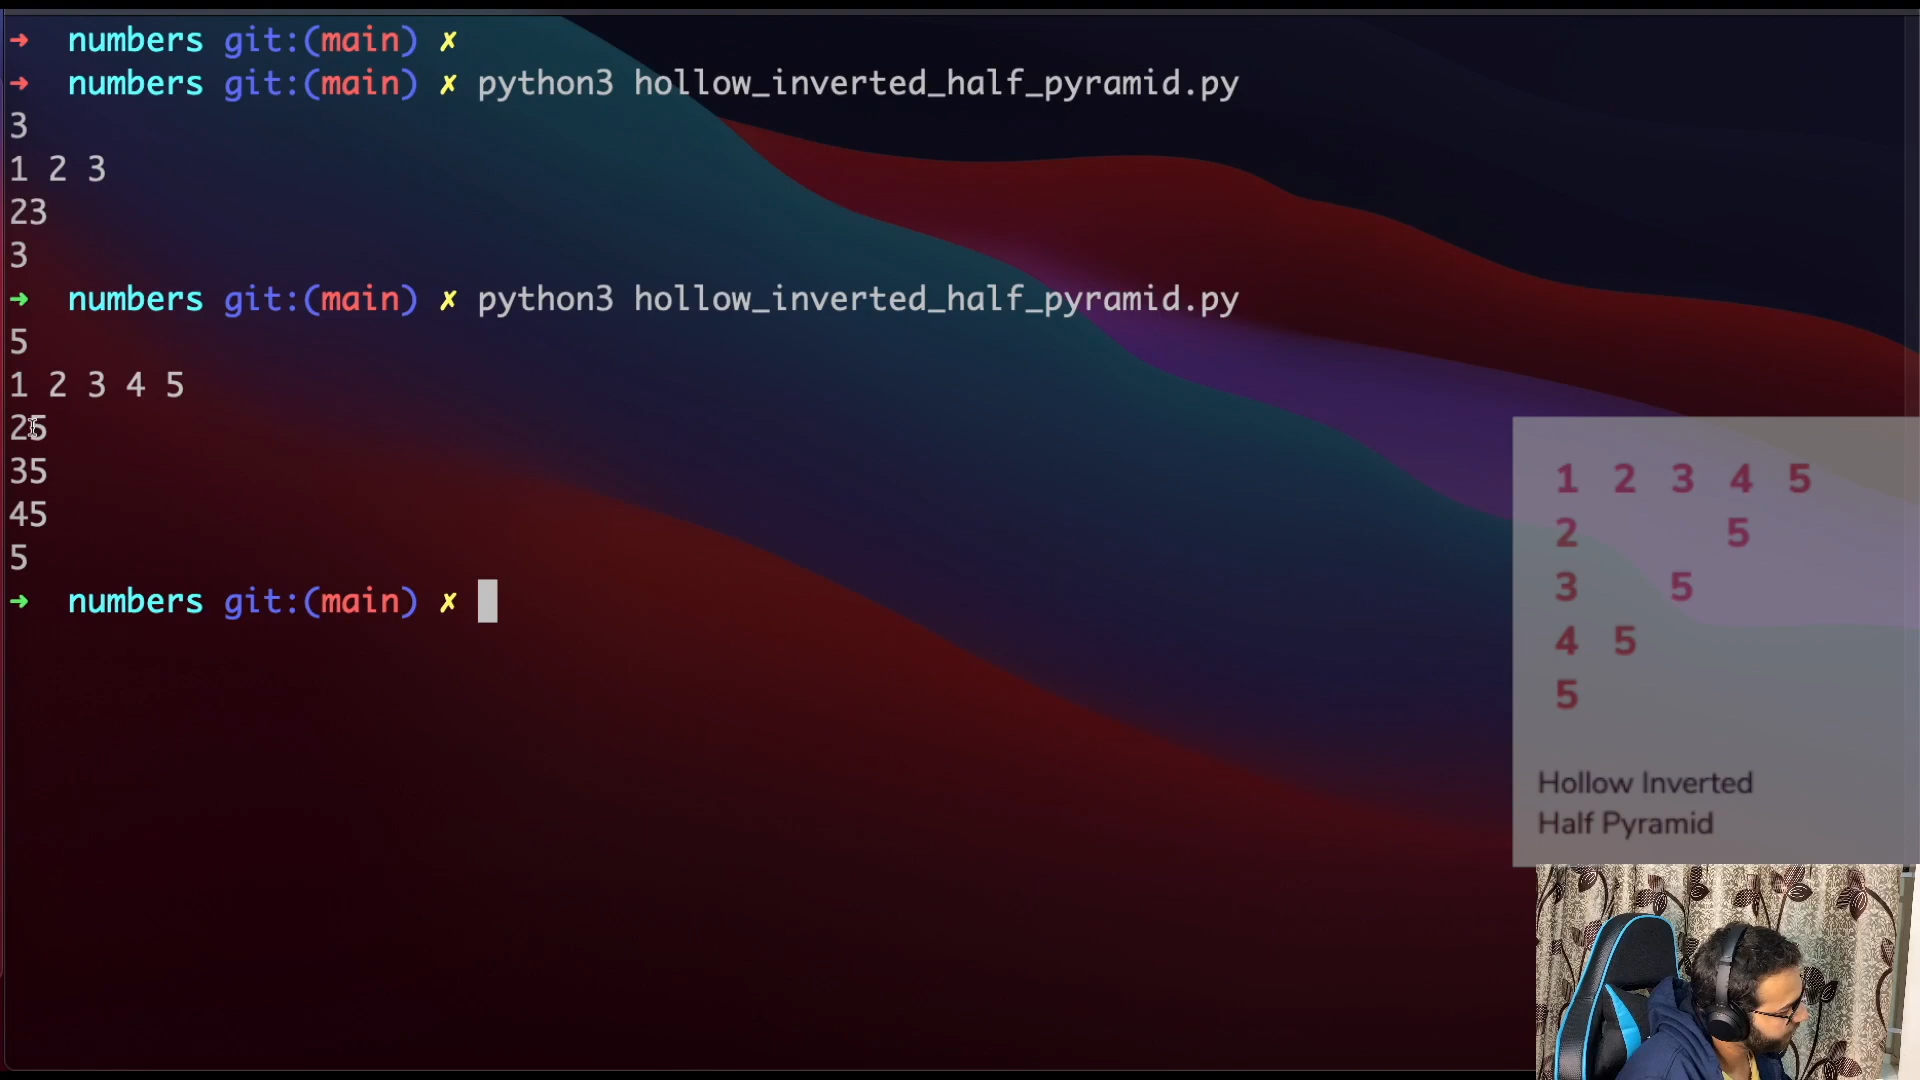 ➜ numbers git:(main) ✗
➜ numbers git:(main) ✗ python3 hollow_inverted_half_pyramid.py
3
1 2 3
23
3
➜ numbers git:(main) ✗ python3 hollow_inverted_half_pyramid.py
5
1 2 3 4 5
25
35
45
5
➜ numbers git:(main) ✗
1 2 3 4 5
2 5
3 5
4 5
5
Hollow Inverted
Half Pyramid